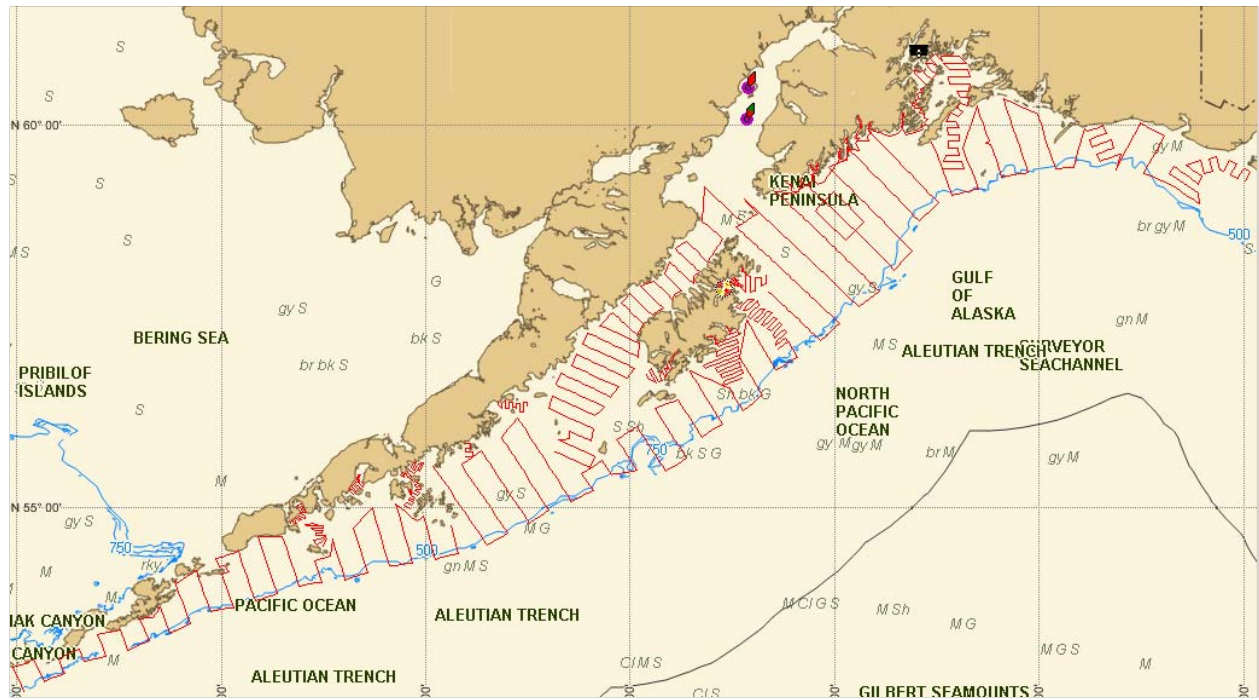 S
S
N 60° 00'
gy M
S
S
KENAI
PENINSULA
M S
br gy M
500
S
S
M S
S
G
gy S
gy S
GULF
OF
ALASKA
gn M
BERING SEA
bk S
M S
ALEUTIAN TRENCH
SURVEYOR
SEACHANNEL
br bk S
PRIBILOF
ISLANDS
Sh bk G
NORTH
PACIFIC
OCEAN
S
S Sh
gy M
gy M
750
bk S G
br M
gy M
M
gy S
N 55° 00'
gy S
M G
750
500
rky
gn M S
M
M
PACIFIC OCEAN
ALEUTIAN TRENCH
M Cl G S
M Sh
IAK CANYON
M G
CANYON
M
M G S
M
Cl M S
ALEUTIAN TRENCH
Cl S
GILBERT SEAMOUNTS